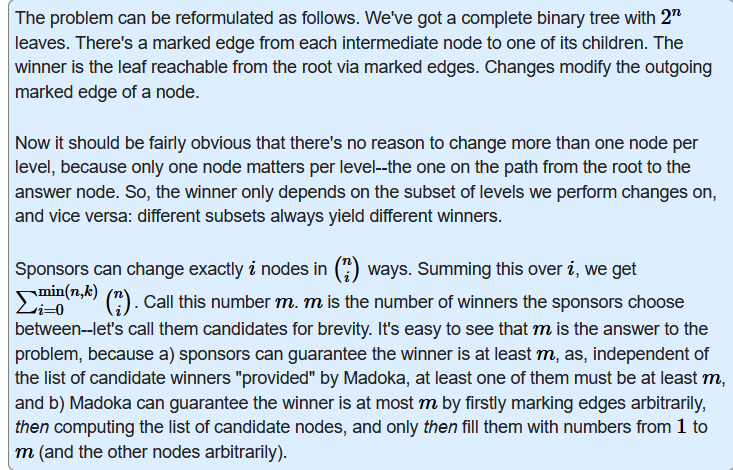 The problem can be reformulated as follows. We've got a complete binary tree with 2^n
leaves. There's a marked edge from each intermediate node to one of its children. The
winner is the leaf reachable from the root via marked edges. Changes modify the outgoing
marked edge of a node.
Now it should be fairly obvious that there's no reason to change more than one node per
level, because only one node matters per level--the one on the path from the root to the
answer node. So, the winner only depends on the subset of levels we perform changes on,
and vice versa: different subsets always yield different winners.
Sponsors can change exactly i nodes in \binom{n}{i} ways. Summing this over i, we get
\sum_{i=0}^{\min(n,k)} \binom{n}{i}. Call this number m. m is the number of winners the sponsors choose
between--let's call them candidates for brevity. It's easy to see that m is the answer to the
problem, because a) sponsors can guarantee the winner is at least m, as, independent of
the list of candidate winners "provided" by Madoka, at least one of them must be at least m,
and b) Madoka can guarantee the winner is at most m by firstly marking edges arbitrarily,
then computing the list of candidate nodes, and only then fill them with numbers from 1 to
m (and the other nodes arbitrarily).